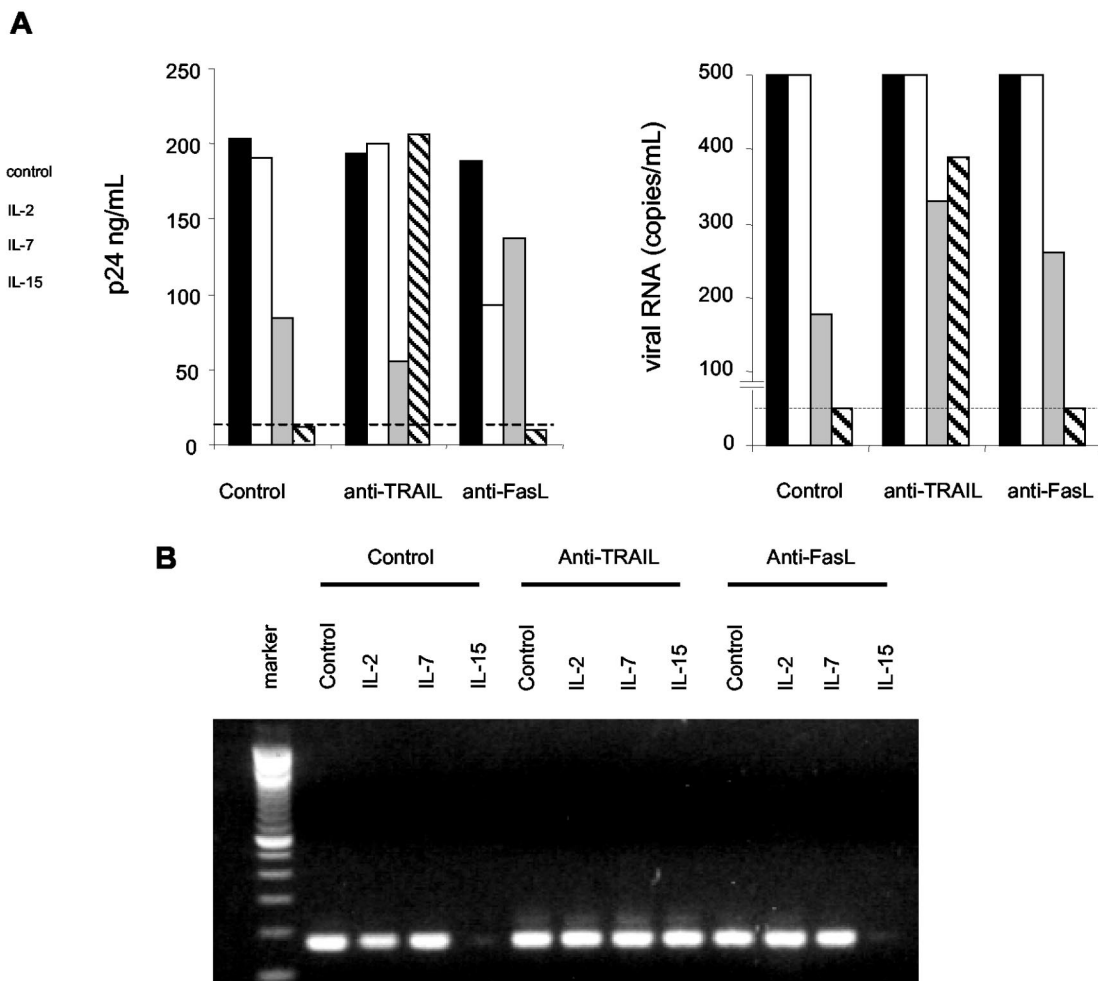 A
250
200
150
100
50
0
p24 ng/mL
control
IL-2
IL-7
IL-15
Control anti-TRAIL anti-FasL
500
400
300
200
100
0
viral RNA (copies/mL)
Control anti-TRAIL anti-FasL
B
Control Anti-TRAIL Anti-FasL
marker Control IL-2 IL-7 IL-15 Control IL-2 IL-7 IL-15 Control IL-2 IL-7 IL-15